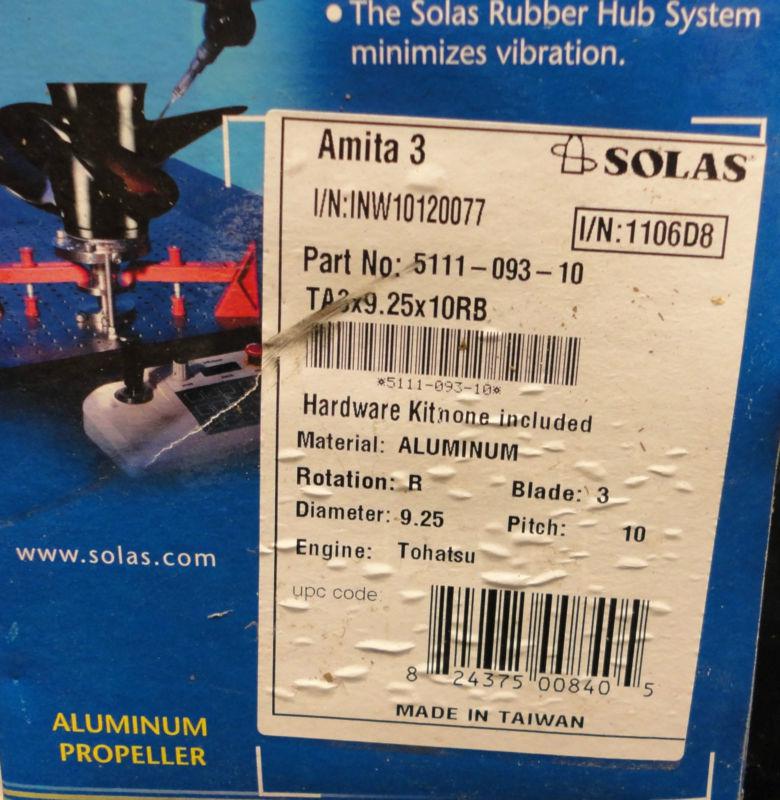 • The Solas Rubber Hub System
minimizes vibration.
Amita 3
SOLAS
I/N:INW10120077
I/N:1106D8
Part No: 5111-093-10
TA3x9.25x10RB
*5111-093-10*
Hardware Kit:none included
Material: ALUMINUM
Rotation: R Blade: 3
Diameter: 9.25 Pitch: 10
Engine: Tohatsu
www.solas.com
upc code:
8 24375 00840 5
MADE IN TAIWAN
ALUMINUM
PROPELLER